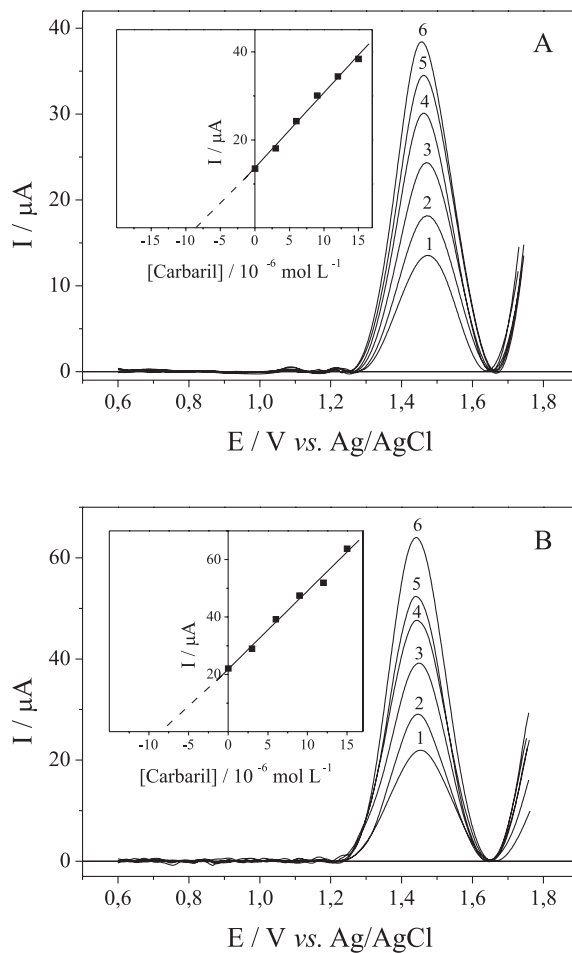 A
40
30
20
10
0
I / μA
0,6 0,8 1,0 1,2 1,4 1,6 1,8
E / V vs. Ag/AgCl
6
5
4
3
2
1
40
20
I / μA
-15 -10 -5 0 5 10 15
[Carbaril] / 10 -6 mol L-1
B
60
40
20
0
I / μA
0,6 0,8 1,0 1,2 1,4 1,6 1,8
E / V vs. Ag/AgCl
6
5
4
3
2
1
60
40
20
0
I / μA
-10 -5 0 5 10 15
[Carbaril] / 10 -6 mol L-1